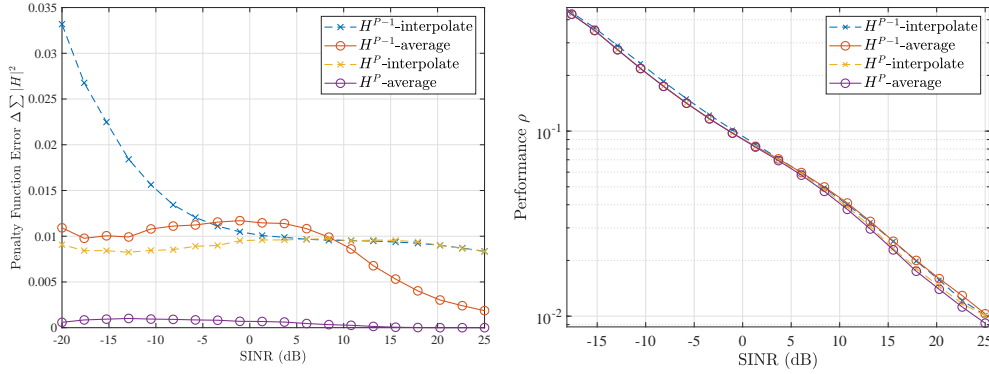 0.035
0.03
0.025
0.02
0.015
0.01
0.005
0
-20
-15
-10
-5
0
5
10
15
20
25
SINR (dB)
Penalty Function Error Δ∑|H|²
H^{P-1}-interpolate
H^{P-1}-average
H^P-interpolate
H^P-average
10^{-1}
10^{-2}
-15
-10
-5
0
5
10
15
20
25
SINR (dB)
Performance ρ
H^{P-1}-interpolate
H^{P-1}-average
H^P-interpolate
H^P-average